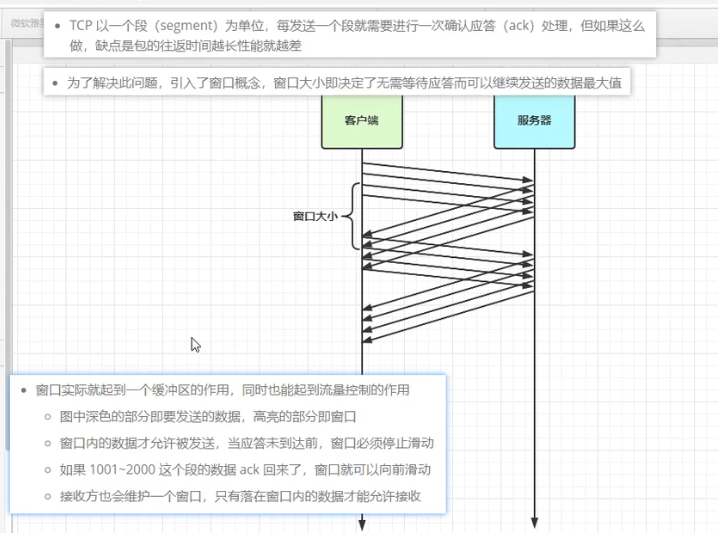 微软雅
TCP 以一个段（segment）为单位，每发送一个段就需要进行一次确认应答（ack）处理，但如果这么
做，缺点是包的往返时间越长性能就越差
为了解决此问题，引入了窗口概念，窗口大小即决定了无需等待应答而可以继续发送的数据最大值
客户端
服务器
窗口大小
窗口实际就起到一个缓冲区的作用，同时也能起到流量控制的作用
图中深色的部分即要发送的数据，高亮的部分即窗口
窗口内的数据才允许被发送，当应答未到达前，窗口必须停止滑动
如果 1001~2000 这个段的数据 ack 回来了，窗口就可以向前滑动
接收方也会维护一个窗口，只有落在窗口内的数据才能允许接收